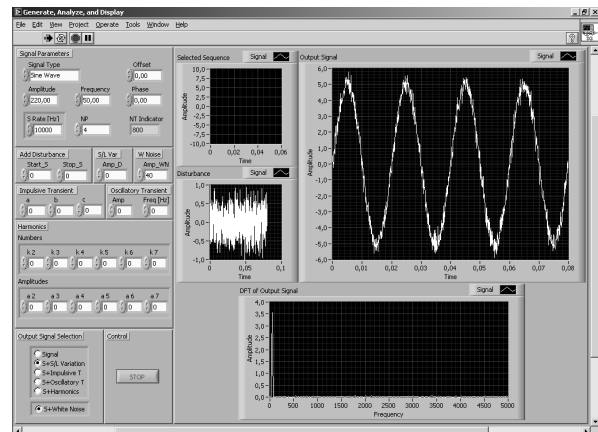 Generate, Analyze, and Display
File Edit View Project Operate Tools Window Help
Signal Parameters
Signal Type Offset
Sine Wave 0,00
Amplitude Frequency Phase
220,00 50,00 0,00
S Rate [Hz] NP NT Indicator
10000 4 800
Add Disturbance S/L Var W Noise
Start_S Stop_S Amp_D Amp_WN
0 0 0 40
Impulsive Transient Oscillatory Transient
a b c Amp Freq [Hz]
0 0 0 0 0
Harmonics
Numbers
k 2 k 3 k 4 k 5 k 6 k 7
0 0 0 0 0 0
Amplitudes
a 2 a 3 a 4 a 5 a 6 a 7
0 0 0 0 0 0
Output Signal Selection
Signal
S+S/L Variation
S+Impulsive T
S+Oscillatory T
S+Harmonics
S+White Noise
Control
STOP
Selected Sequence Signal
Amplitude
10,0
7,5
5,0
2,5
0,0
-2,5
-5,0
-7,5
-10,0
0 0,02 0,04 0,06
Time
Disturbance Signal
Amplitude
1,0
0,5
0,0
-0,5
-1,0
0 0,05 0,1
Time
Output Signal Signal
Amplitude
6,0
5,0
4,0
3,0
2,0
1,0
0,0
-1,0
-2,0
-3,0
-4,0
-5,0
-6,0
0 0,01 0,02 0,03 0,04 0,05 0,06 0,07 0,08
Time
DFT of Output Signal Signal
Amplitude
4,0
3,5
3,0
2,5
2,0
1,5
1,0
0,5
0,0
0 500 1000 1500 2000 2500 3000 3500 4000 4500 5000
Frequency